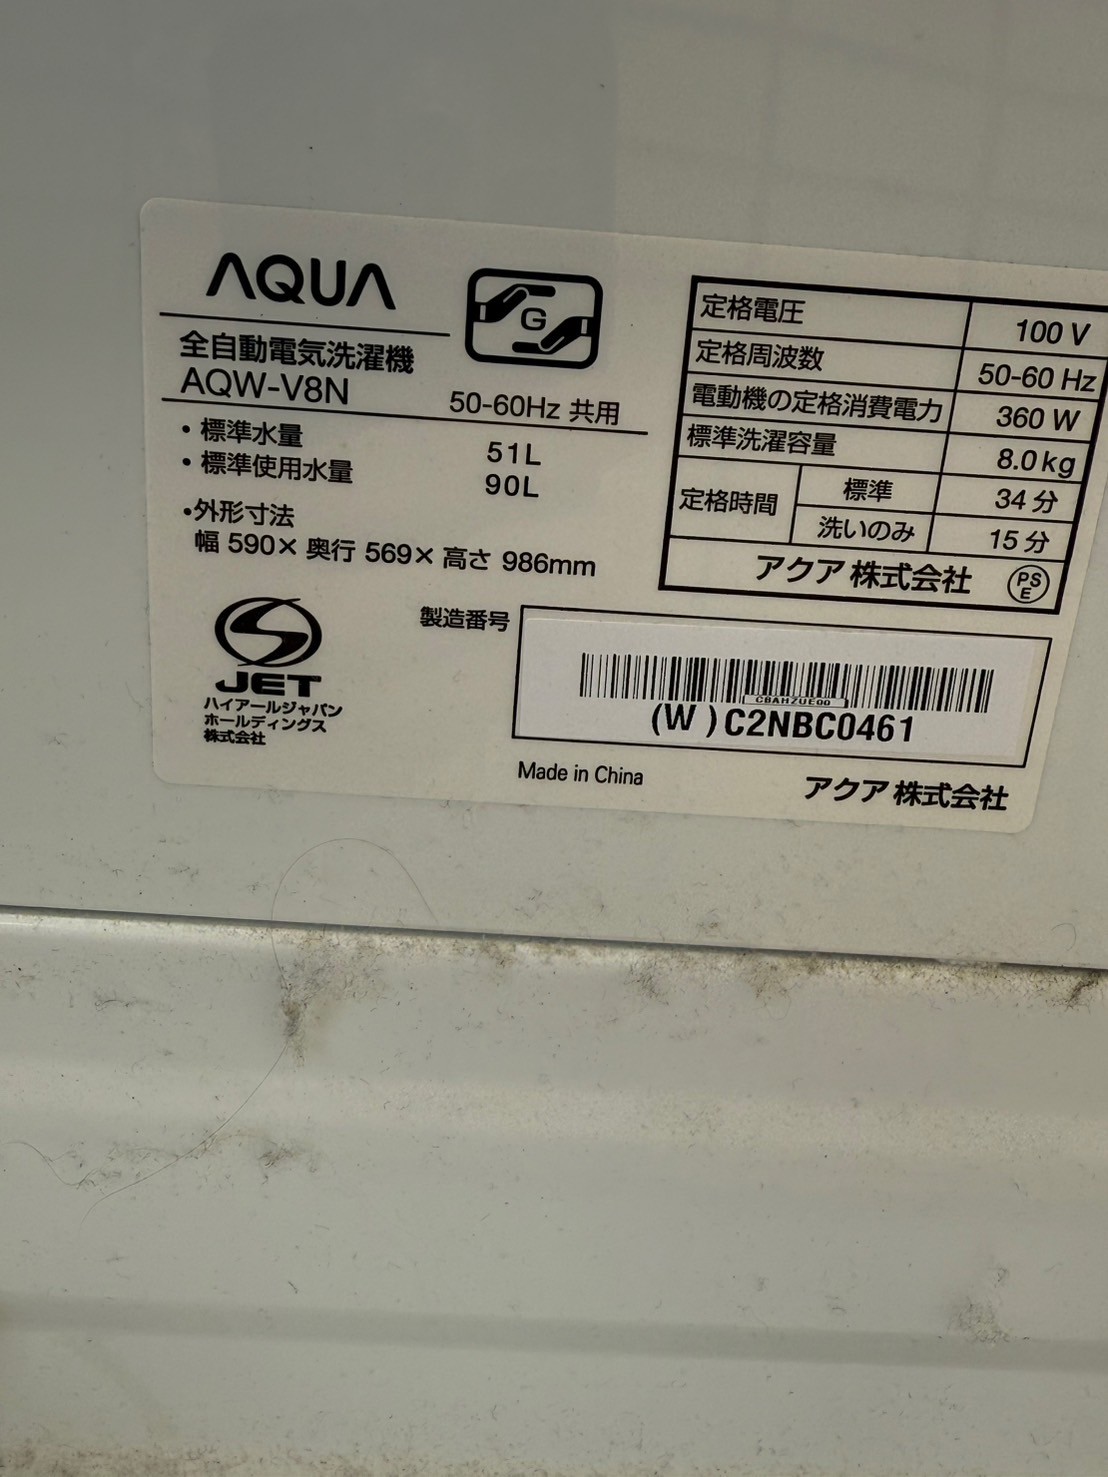 AQUA
G
全自動電気洗濯機
AQW-V8N
50-60Hz 共用
・標準水量 51L
・標準使用水量 90L
・外形寸法
幅 590× 奥行 569× 高さ 986mm
定格電圧 100 V
定格周波数 50-60 Hz
電動機の定格消費電力 360 W
標準洗濯容量 8.0kg
定格時間 標準 34 分
洗いのみ 15 分
アクア 株式会社 PSE
JET
ハイアールジャパン
ホールディングス
株式会社
製造番号
CBAHZUE00
(W )C2NBC0461
Made in China
アクア 株式会社